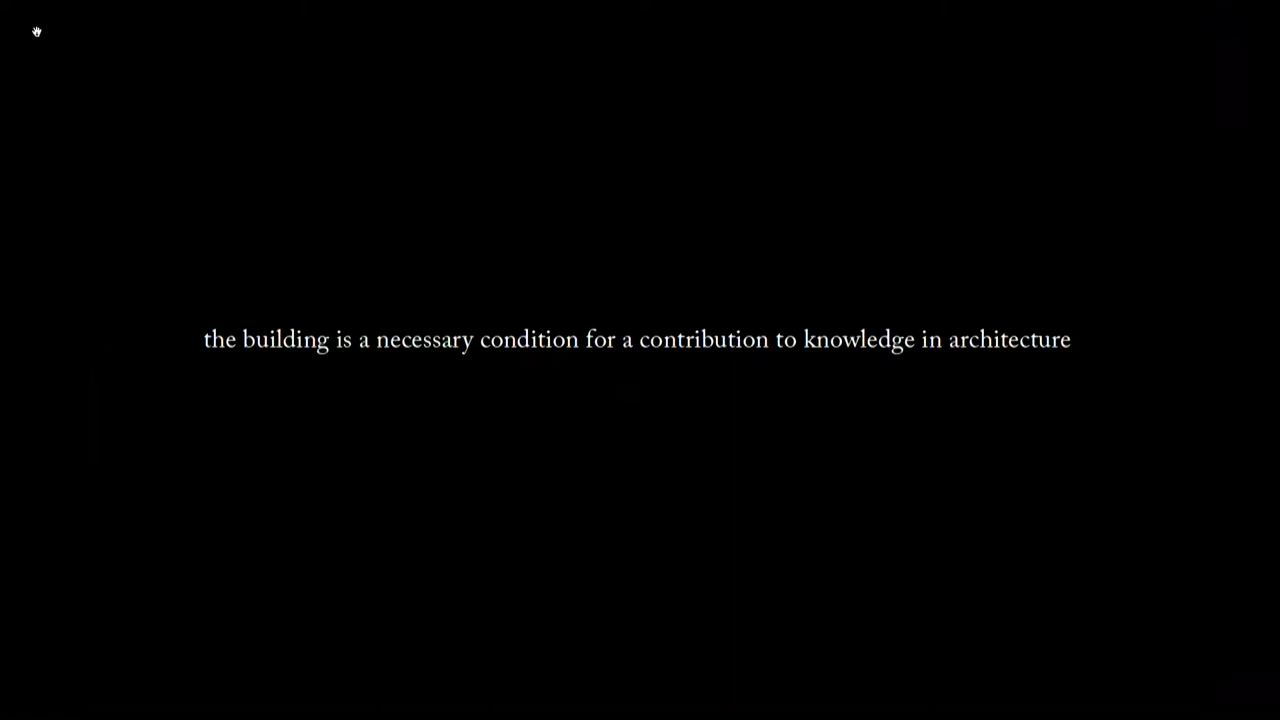 the building is a necessary condition for a contribution to knowledge in architecture